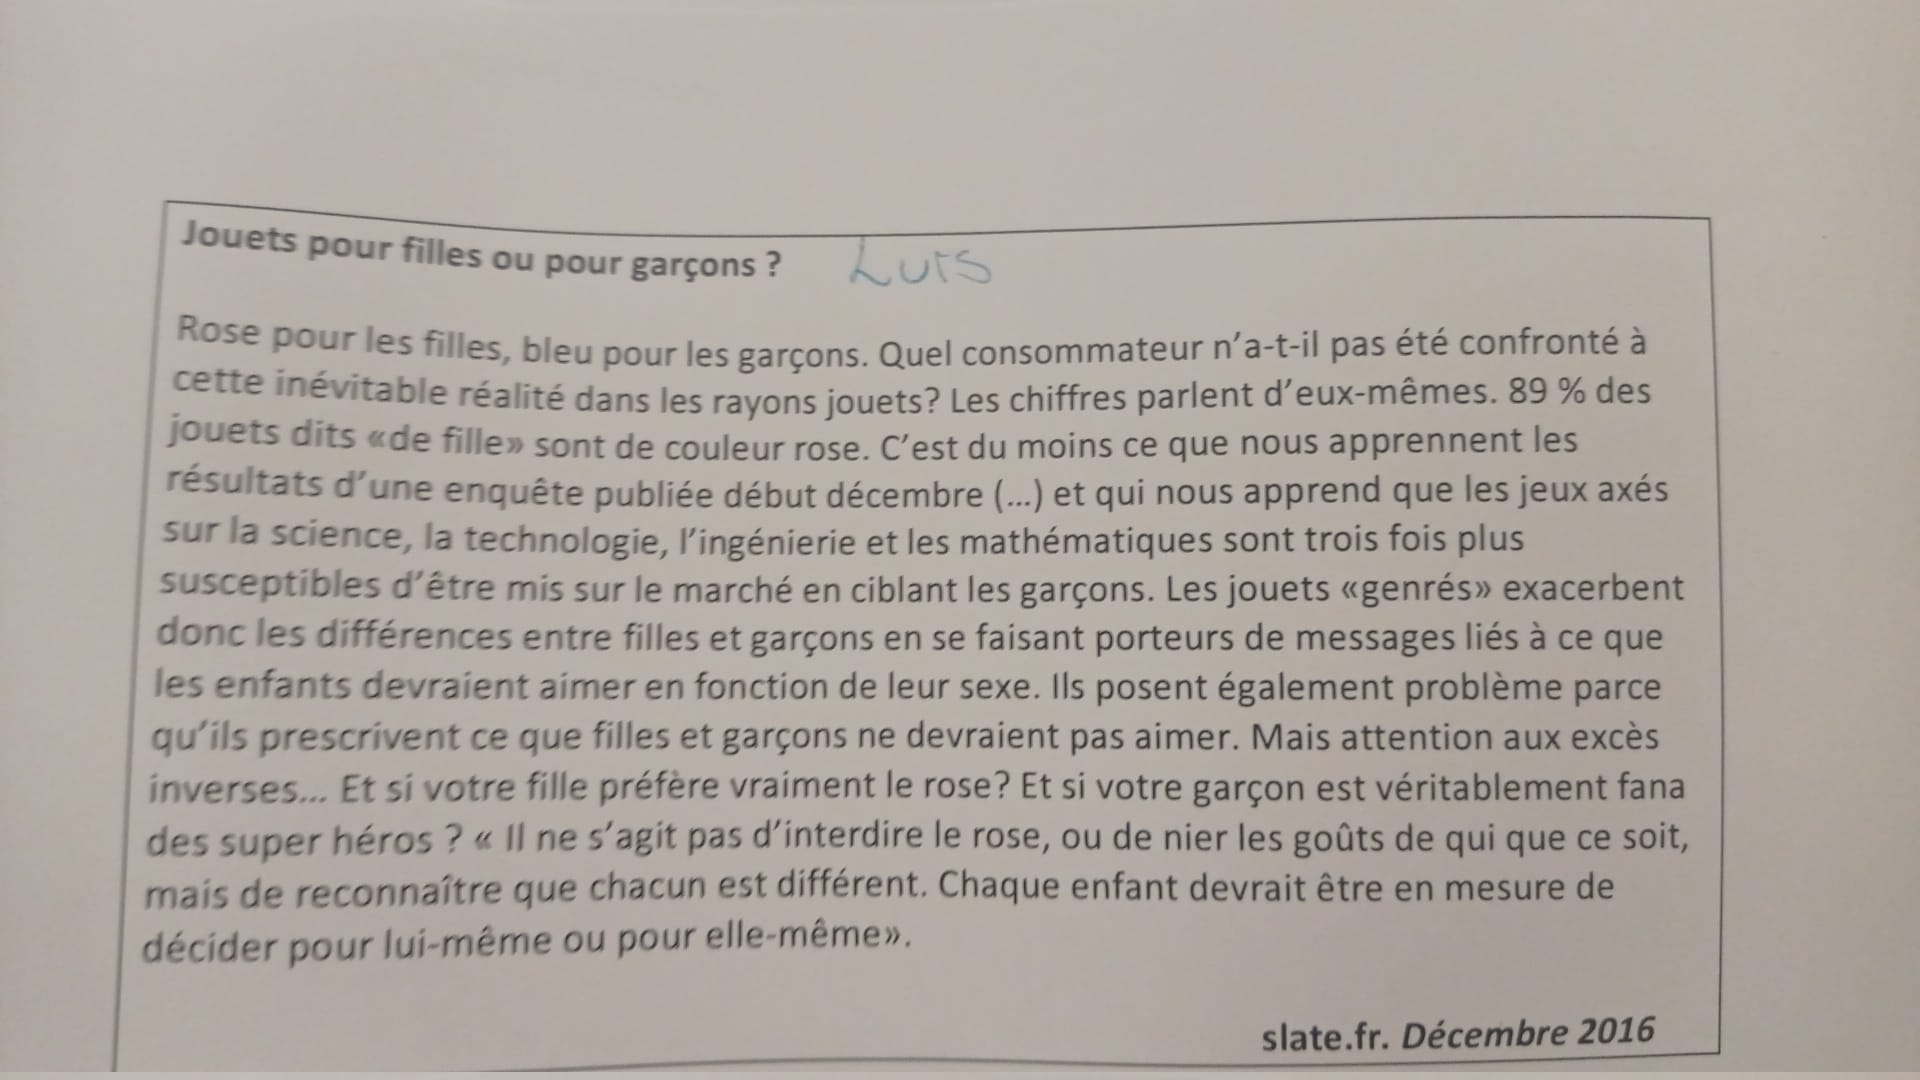 Jouets pour filles ou pour garçons ? Luis
Rose pour les filles, bleu pour les garçons. Quel consommateur n’a-t-il pas été confronté à
cette inévitable réalité dans les rayons jouets? Les chiffres parlent d’eux-mêmes. 89 % des
jouets dits «de fille» sont de couleur rose. C’est du moins ce que nous apprennent les
résultats d’une enquête publiée début décembre (...) et qui nous apprend que les jeux axés
sur la science, la technologie, l’ingénierie et les mathématiques sont trois fois plus
susceptibles d’être mis sur le marché en ciblant les garçons. Les jouets «genrés» exacerbent
donc les différences entre filles et garçons en se faisant porteurs de messages liés à ce que
les enfants devraient aimer en fonction de leur sexe. Ils posent également problème parce
qu’ils prescrivent ce que filles et garçons ne devraient pas aimer. Mais attention aux excès
inverses... Et si votre fille préfère vraiment le rose? Et si votre garçon est véritablement fana
des super héros ? « Il ne s’agit pas d’interdire le rose, ou de nier les goûts de qui que ce soit,
mais de reconnaître que chacun est différent. Chaque enfant devrait être en mesure de
décider pour lui-même ou pour elle-même».
slate.fr. Décembre 2016